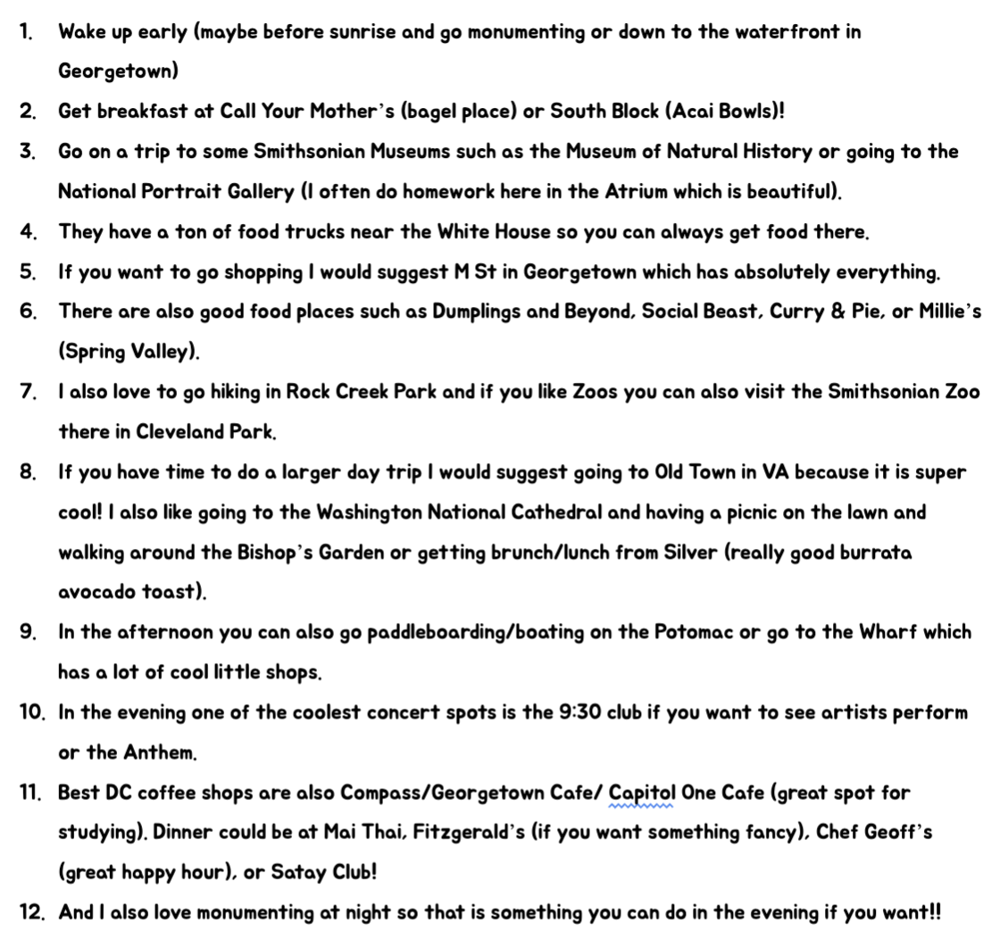 1. Wake up early (maybe before sunrise and go monumenting or down to the waterfront in
Georgetown)
2. Get breakfast at Call Your Mother's (bagel place) or South Block (Acai Bowls)!
3. Go on a trip to some Smithsonian Museums such as the Museum of Natural History or going to the
National Portrait Gallery (I often do homework here in the Atrium which is beautiful).
4. They have a ton of food trucks near the White House so you can always get food there.
5. If you want to go shopping I would suggest M St in Georgetown which has absolutely everything.
6. There are also good food places such as Dumplings and Beyond, Social Beast, Curry & Pie, or Millie's
(Spring Valley).
7. I also love to go hiking in Rock Creek Park and if you like Zoos you can also visit the Smithsonian Zoo
there in Cleveland Park.
8. If you have time to do a larger day trip I would suggest going to Old Town in VA because it is super
cool! I also like going to the Washington National Cathedral and having a picnic on the lawn and
walking around the Bishop's Garden or getting brunch/lunch from Silver (really good burrata
avocado toast).
9. In the afternoon you can also go paddleboarding/boating on the Potomac or go to the Wharf which
has a lot of cool little shops.
10. In the evening one of the coolest concert spots is the 9:30 club if you want to see artists perform
or the Anthem.
11. Best DC coffee shops are also Compass/Georgetown Cafe/ Capitol One Cafe (great spot for
studying). Dinner could be at Mai Thai, Fitzgerald's (if you want something fancy), Chef Geoff's
(great happy hour), or Satay Club!
12. And I also love monumenting at night so that is something you can do in the evening if you want!!